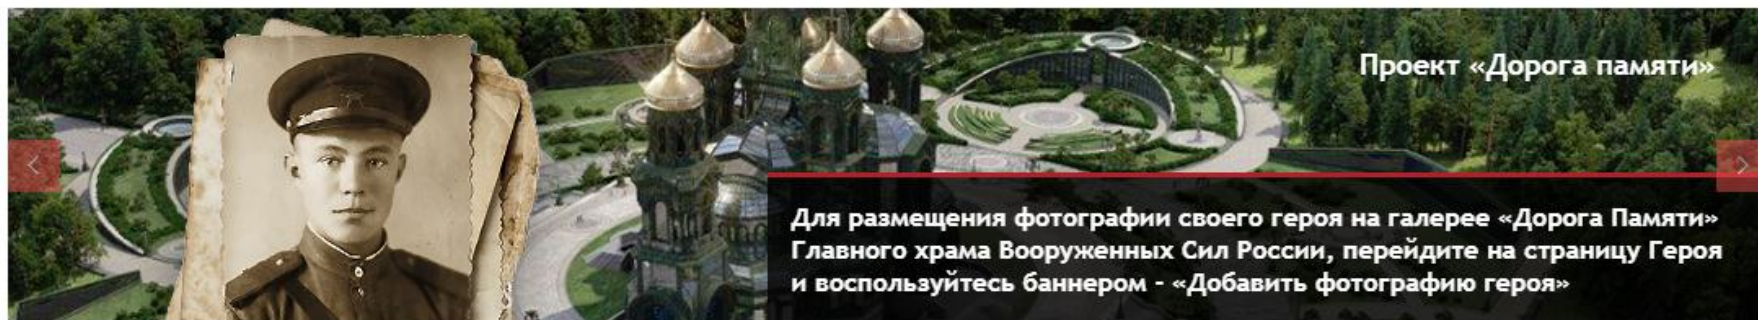 Проект «Дорога памяти»
Для размещения фотографии своего героя на галерее «Дорога Памяти»
Главного храма Вооруженных Сил России, перейдите на страницу Героя
и воспользуйтесь баннером - «Добавить фотографию героя»